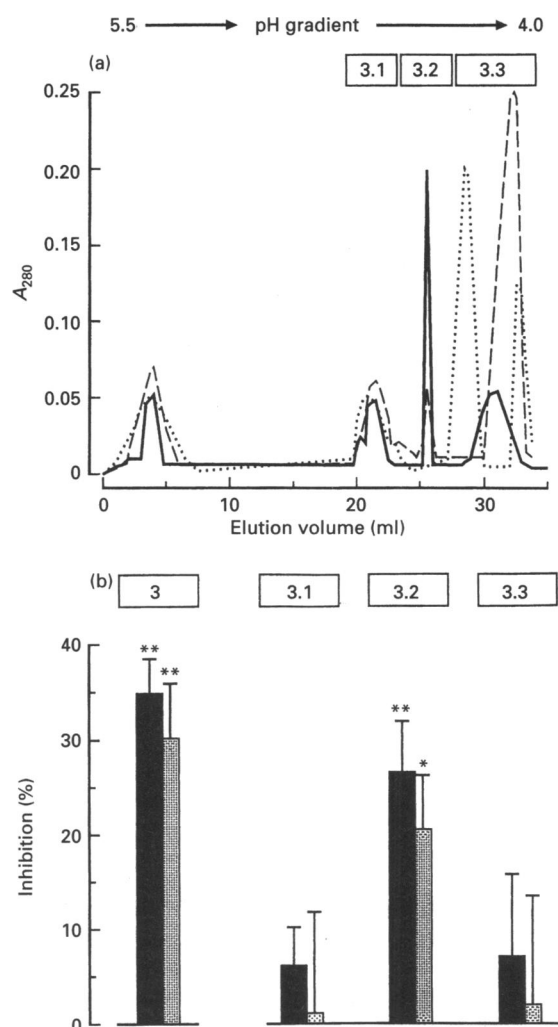 5.5 pH gradient 4.0
(a)
3.1 3.2 3.3
0.25
0.20
0.15
A280
0.10
0.05
0
0 10 20 30
Elution volume (ml)
(b)
3 3.1 3.2 3.3
40
** ** ** *
30
20
Inhibition (%)
10
0